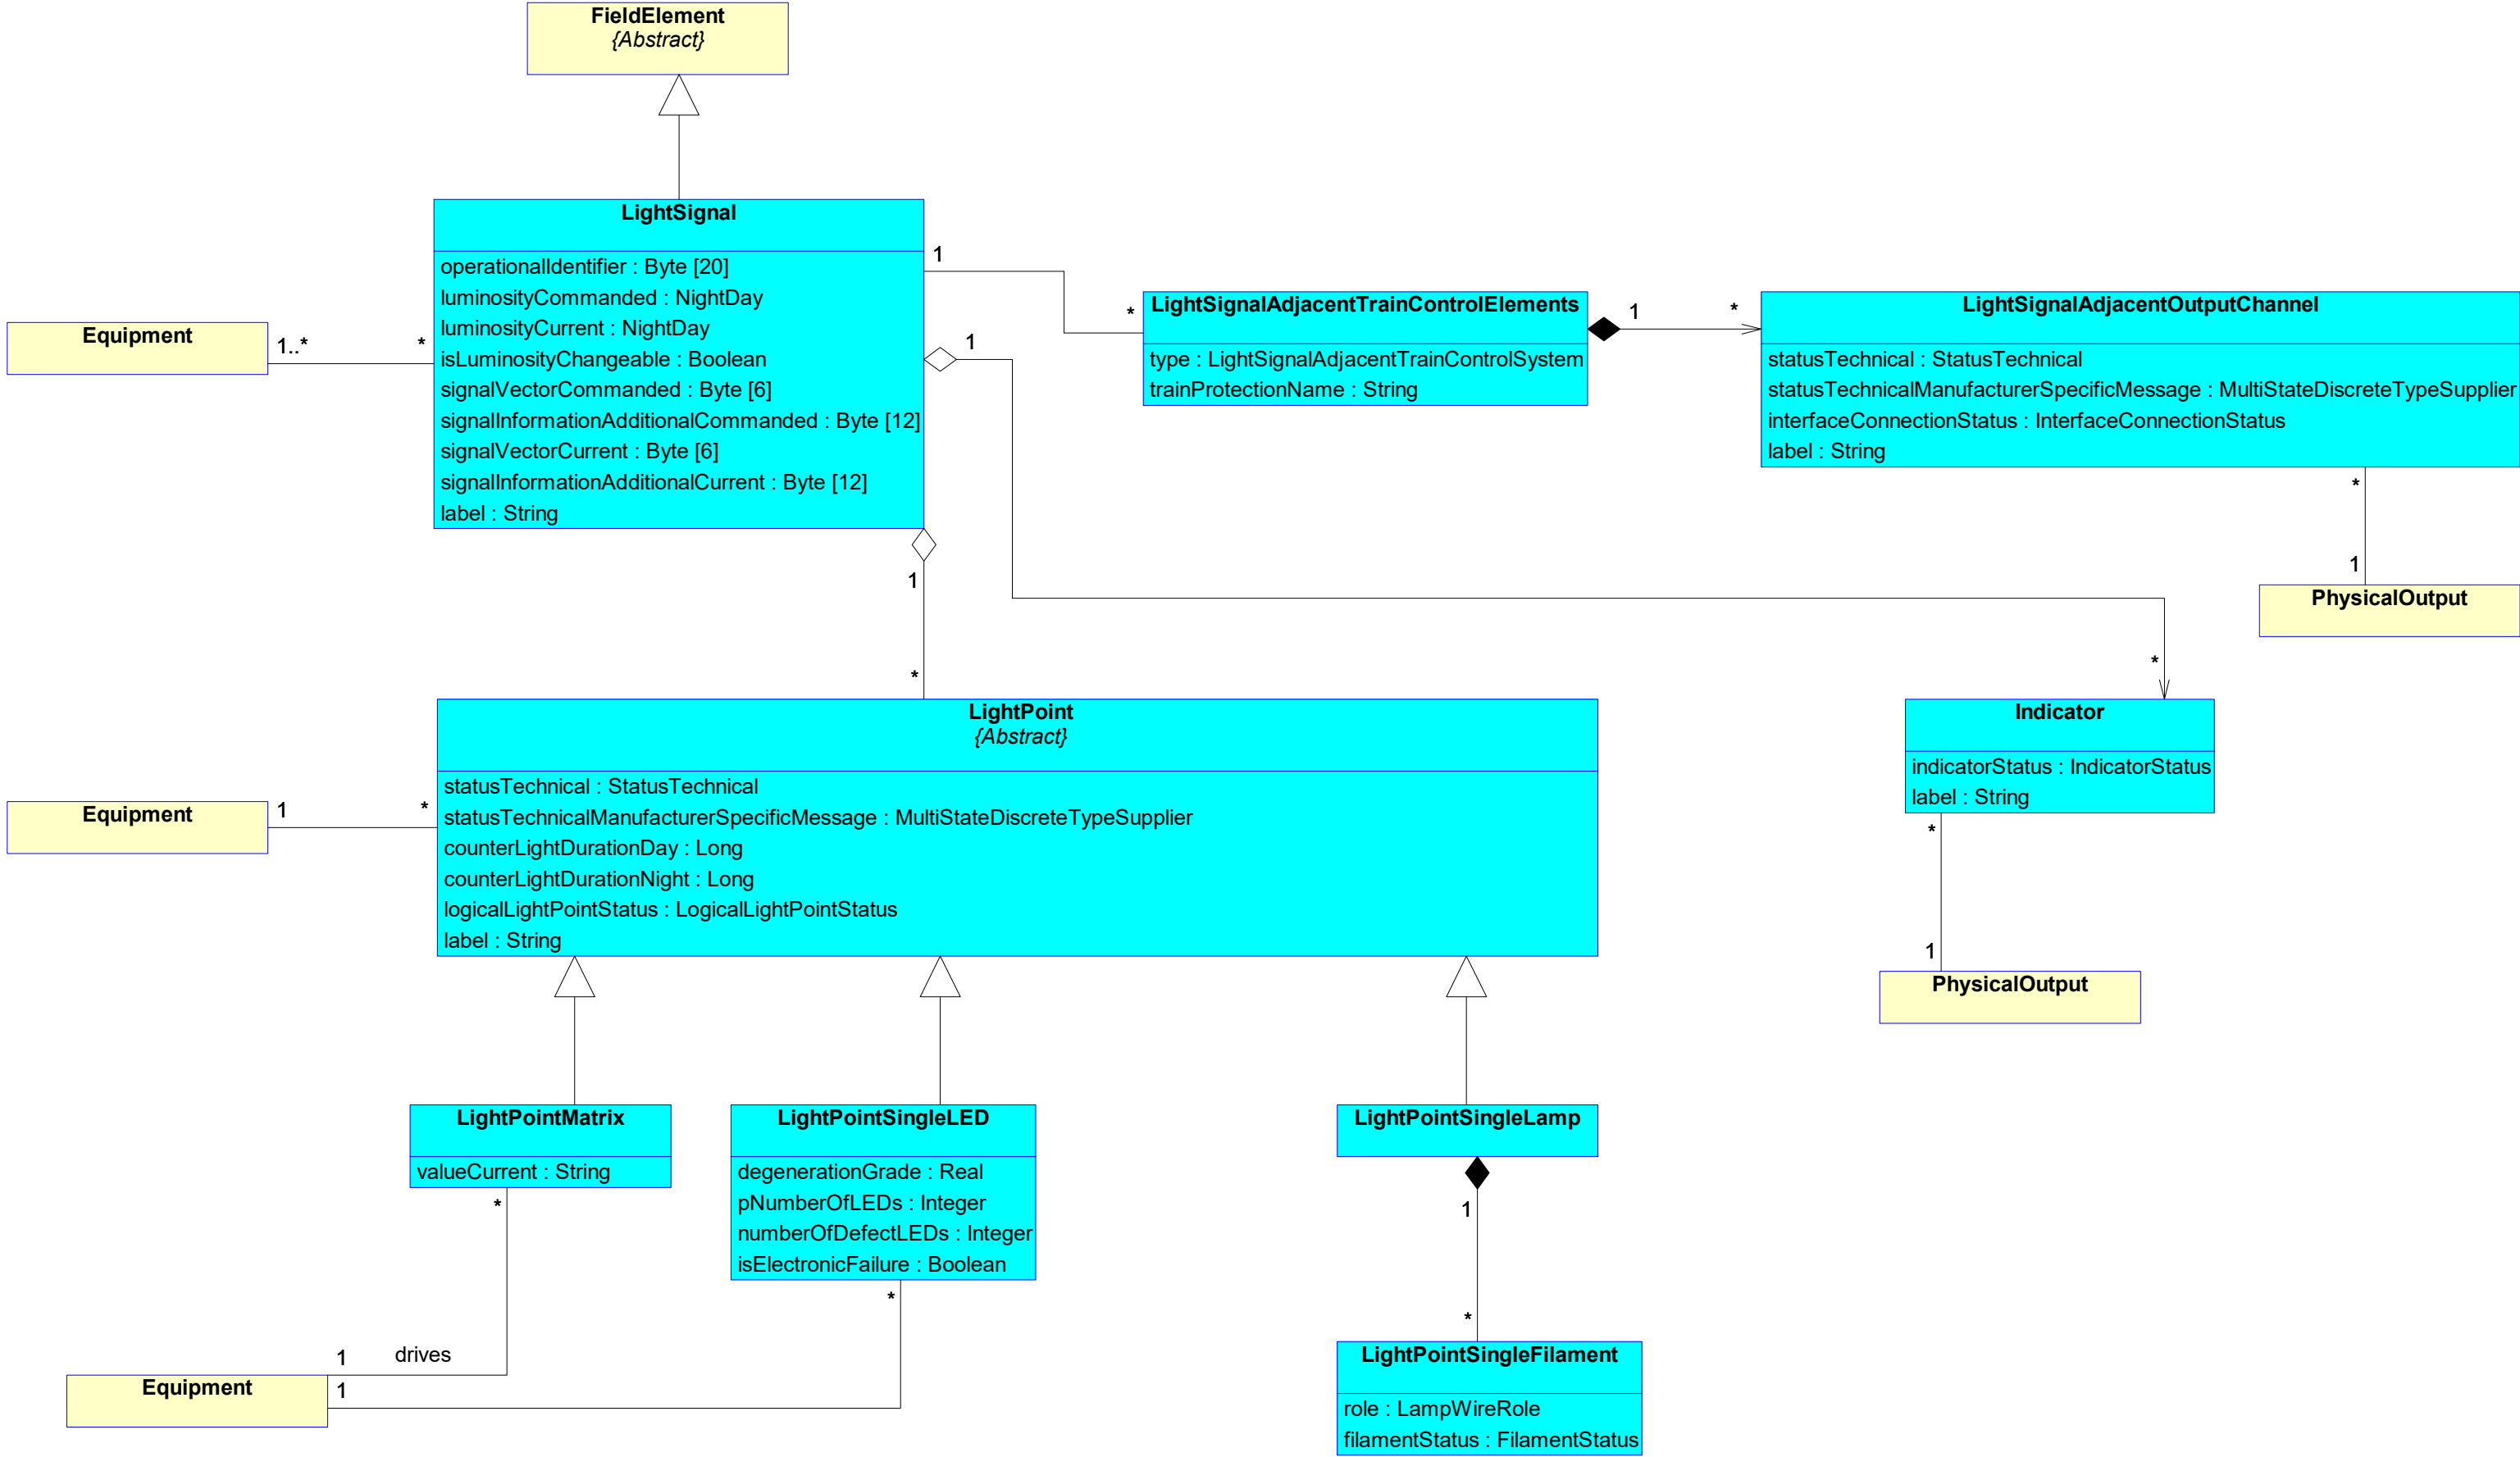 FieldElement
{Abstract}
LightSignal
operationalIdentifier : Byte [20]
luminosityCommanded : NightDay
luminosityCurrent : NightDay
isLuminosityChangeable : Boolean
signalVectorCommanded : Byte [6]
signalInformationAdditionalCommanded : Byte [12]
signalVectorCurrent : Byte [6]
signalInformationAdditionalCurrent : Byte [12]
label : String
Equipment
1..*
*
1
*
LightSignalAdjacentTrainControlElements
type : LightSignalAdjacentTrainControlSystem
trainProtectionName : String
1
*
LightSignalAdjacentOutputChannel
statusTechnical : StatusTechnical
statusTechnicalManufacturerSpecificMessage : MultiStateDiscreteTypeSupplier
interfaceConnectionStatus : InterfaceConnectionStatus
label : String
*
1
PhysicalOutput
1
*
1
*
LightPoint
{Abstract}
statusTechnical : StatusTechnical
statusTechnicalManufacturerSpecificMessage : MultiStateDiscreteTypeSupplier
counterLightDurationDay : Long
counterLightDurationNight : Long
logicalLightPointStatus : LogicalLightPointStatus
label : String
Equipment
1
*
Indicator
indicatorStatus : IndicatorStatus
label : String
*
1
PhysicalOutput
LightPointMatrix
valueCurrent : String
*
LightPointSingleLED
degenerationGrade : Real
pNumberOfLEDs : Integer
numberOfDefectLEDs : Integer
isElectronicFailure : Boolean
*
LightPointSingleLamp
1
*
1
drives
Equipment
1
LightPointSingleFilament
role : LampWireRole
filamentStatus : FilamentStatus